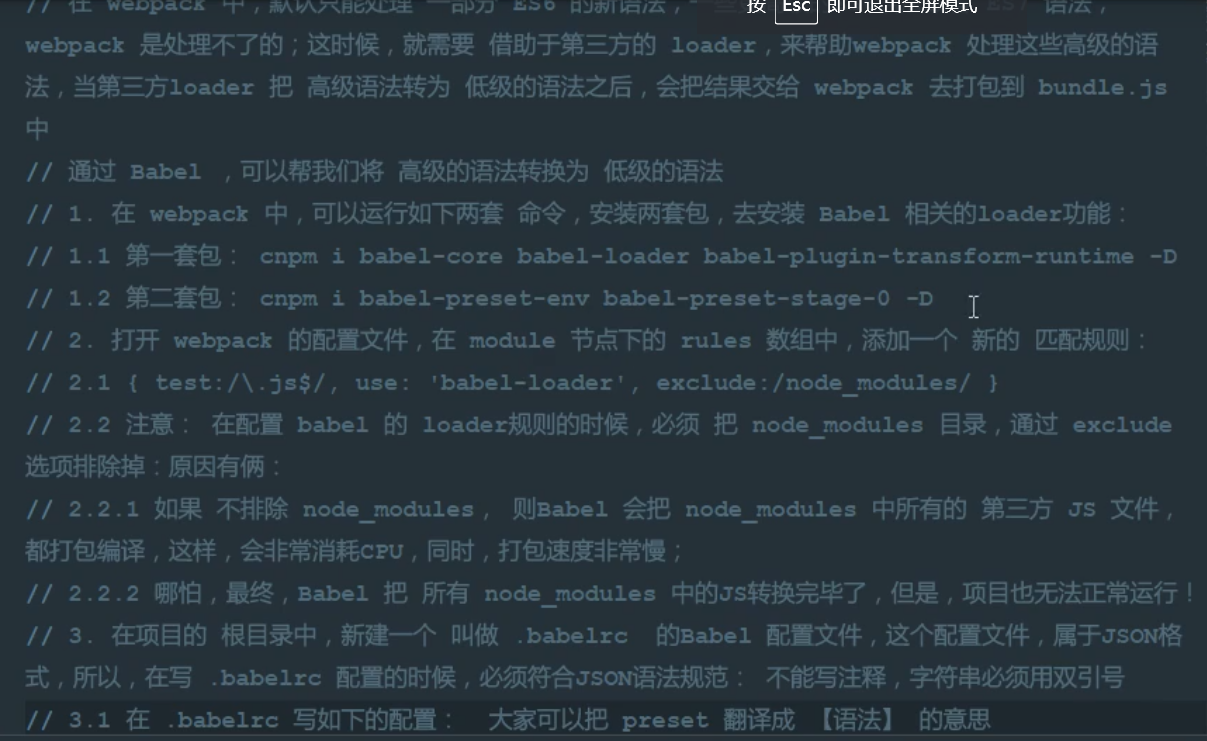 // 在 webpack 中，默认只能处理 一部分 ES6 的新语法，一些 语法，
按 Esc 即可退出全屏模式
webpack 是处理不了的；这时候，就需要 借助于第三方的 loader，来帮助webpack 处理这些高级的语
法，当第三方loader 把 高级语法转为 低级的语法之后，会把结果交给 webpack 去打包到 bundle.js
中
// 通过 Babel ，可以帮我们将 高级的语法转换为 低级的语法
// 1. 在 webpack 中，可以运行如下两套 命令，安装两套包，去安装 Babel 相关的loader功能：
// 1.1 第一套包： cnpm i babel-core babel-loader babel-plugin-transform-runtime -D
// 1.2 第二套包： cnpm i babel-preset-env babel-preset-stage-0 -D
// 2. 打开 webpack 的配置文件，在 module 节点下的 rules 数组中，添加一个 新的 匹配规则：
// 2.1 { test:/\.js$/, use: 'babel-loader', exclude:/node_modules/ }
// 2.2 注意： 在配置 babel 的 loader规则的时候，必须 把 node_modules 目录，通过 exclude
选项排除掉：原因有俩：
// 2.2.1 如果 不排除 node_modules， 则Babel 会把 node_modules 中所有的 第三方 JS 文件，
都打包编译，这样，会非常消耗CPU，同时，打包速度非常慢；
// 2.2.2 哪怕，最终，Babel 把 所有 node_modules 中的JS转换完毕了，但是，项目也无法正常运行！
// 3. 在项目的 根目录中，新建一个 叫做 .babelrc  的Babel 配置文件，这个配置文件，属于JSON格
式，所以，在写 .babelrc 配置的时候，必须符合JSON语法规范： 不能写注释，字符串必须用双引号
// 3.1 在 .babelrc 写如下的配置：  大家可以把 preset 翻译成 【语法】 的意思